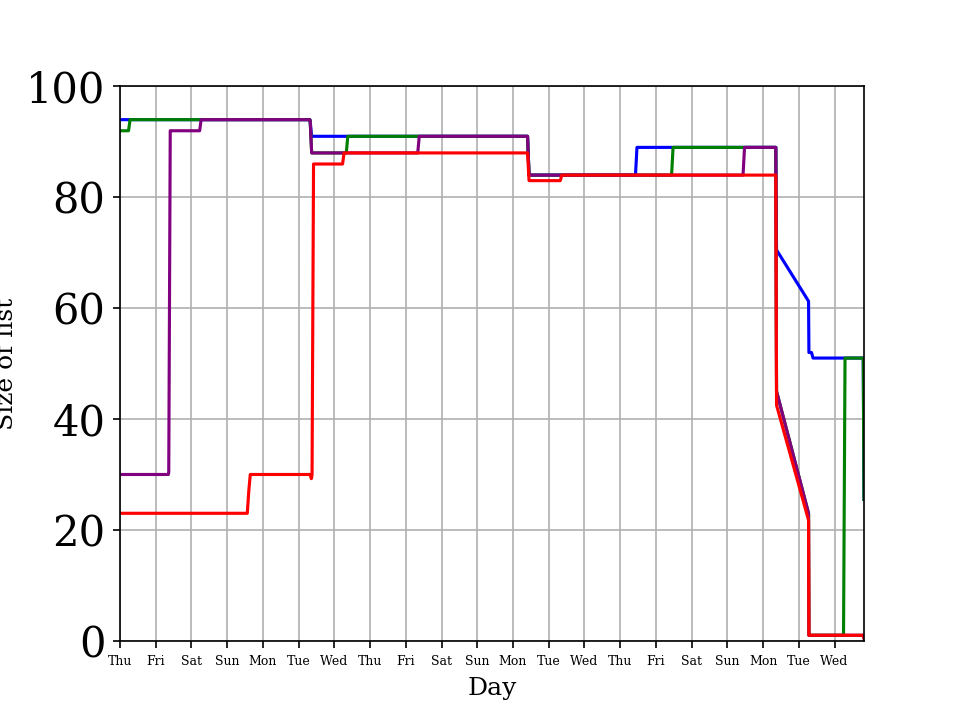 100
80
60
40
20
0
Size of list
Thu Fri Sat Sun Mon Tue Wed Thu Fri Sat Sun Mon Tue Wed Thu Fri Sat Sun Mon Tue Wed
Day